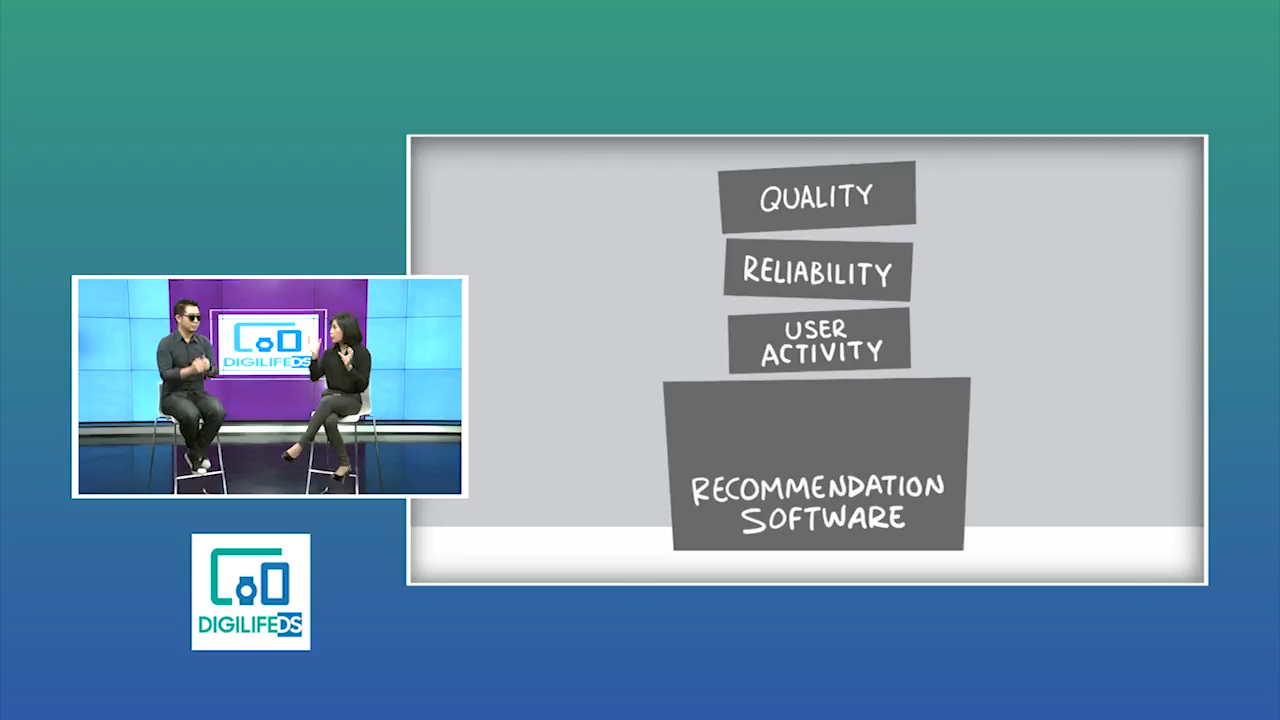 QUALITY
RELIABILITY
USER
ACTIVITY
RECOMMENDATION
SOFTWARE
DIGILIFEDS
DIGILIFEDS